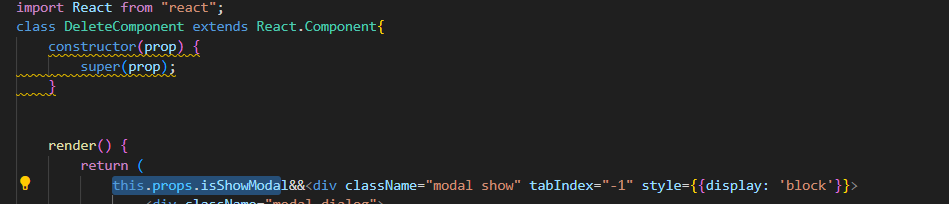 import React from "react";
class DeleteComponent extends React.Component{
constructor(prop) {
super(prop);
}
render() {
return (
this.props.isShowModal&&<div className="modal show" tabIndex="-1" style={{display: 'block'}}>
<div className="modal-dialog">